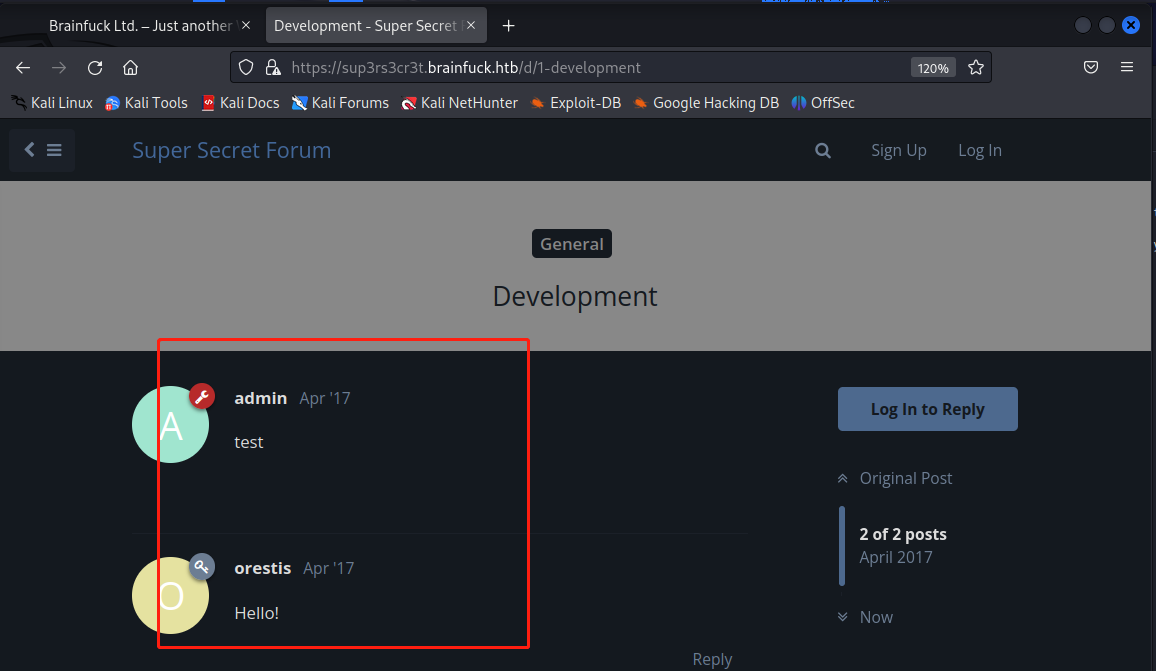 Brainfuck Ltd. – Just another
Development - Super Secret
https://sup3rs3cr3t.brainfuck.htb/d/1-development
120%
Kali Linux Kali Tools Kali Docs Kali Forums Kali NetHunter Exploit-DB Google Hacking DB OffSec
Super Secret Forum
Sign Up Log In
General
Development
A
admin Apr '17
test
Log In to Reply
Original Post
2 of 2 posts
April 2017
Now
O
orestis Apr '17
Hello!
Reply